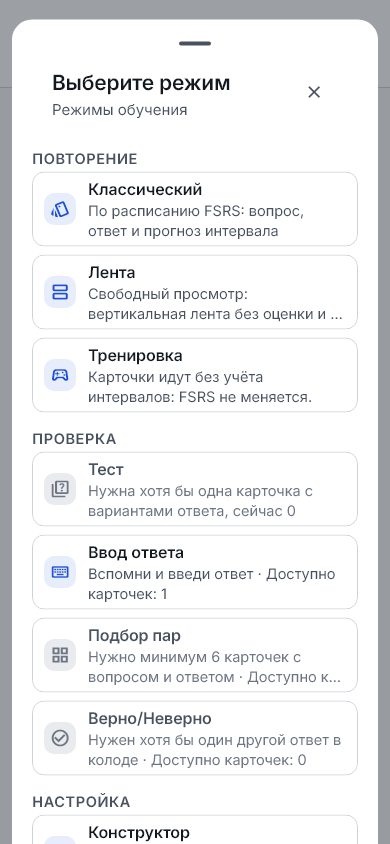 Выберите режим
Режимы обучения
ПОВТОРЕНИЕ
Классический
По расписанию FSRS: вопрос,
ответ и прогноз интервала
Лента
Свободный просмотр:
вертикальная лента без оценки и ...
Тренировка
Карточки идут без учёта
интервалов: FSRS не меняется.
ПРОВЕРКА
Тест
Нужна хотя бы одна карточка с
вариантами ответа, сейчас 0
Ввод ответа
Вспомни и введи ответ · Доступно
карточек: 1
Подбор пар
Нужно минимум 6 карточек с
вопросом и ответом · Доступно к...
Верно/Неверно
Нужен хотя бы один другой ответ в
колоде · Доступно карточек: 0
НАСТРОЙКА
Конструктор